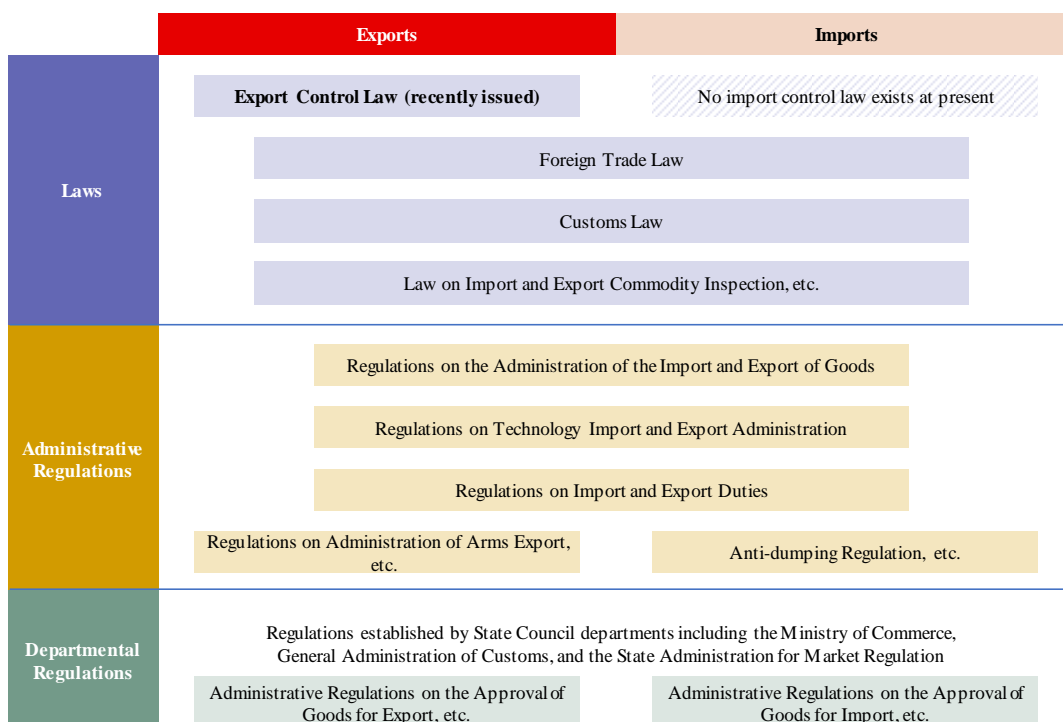 Exports
Imports
Laws
Export Control Law (recently issued)
No import control law exists at present
Foreign Trade Law
Customs Law
Law on Import and Export Commodity Inspection, etc.
Administrative
Regulations
Regulations on the Administration of the Import and Export of Goods
Regulations on Technology Import and Export Administration
Regulations on Import and Export Duties
Regulations on Administration of Arms Export,
etc.
Anti-dumping Regulation, etc.
Departmental
Regulations
Regulations established by State Council departments including the Ministry of Commerce,
General Administration of Customs, and the State Administration for Market Regulation
Administrative Regulations on the Approval of
Goods for Export, etc.
Administrative Regulations on the Approval of
Goods for Import, etc.